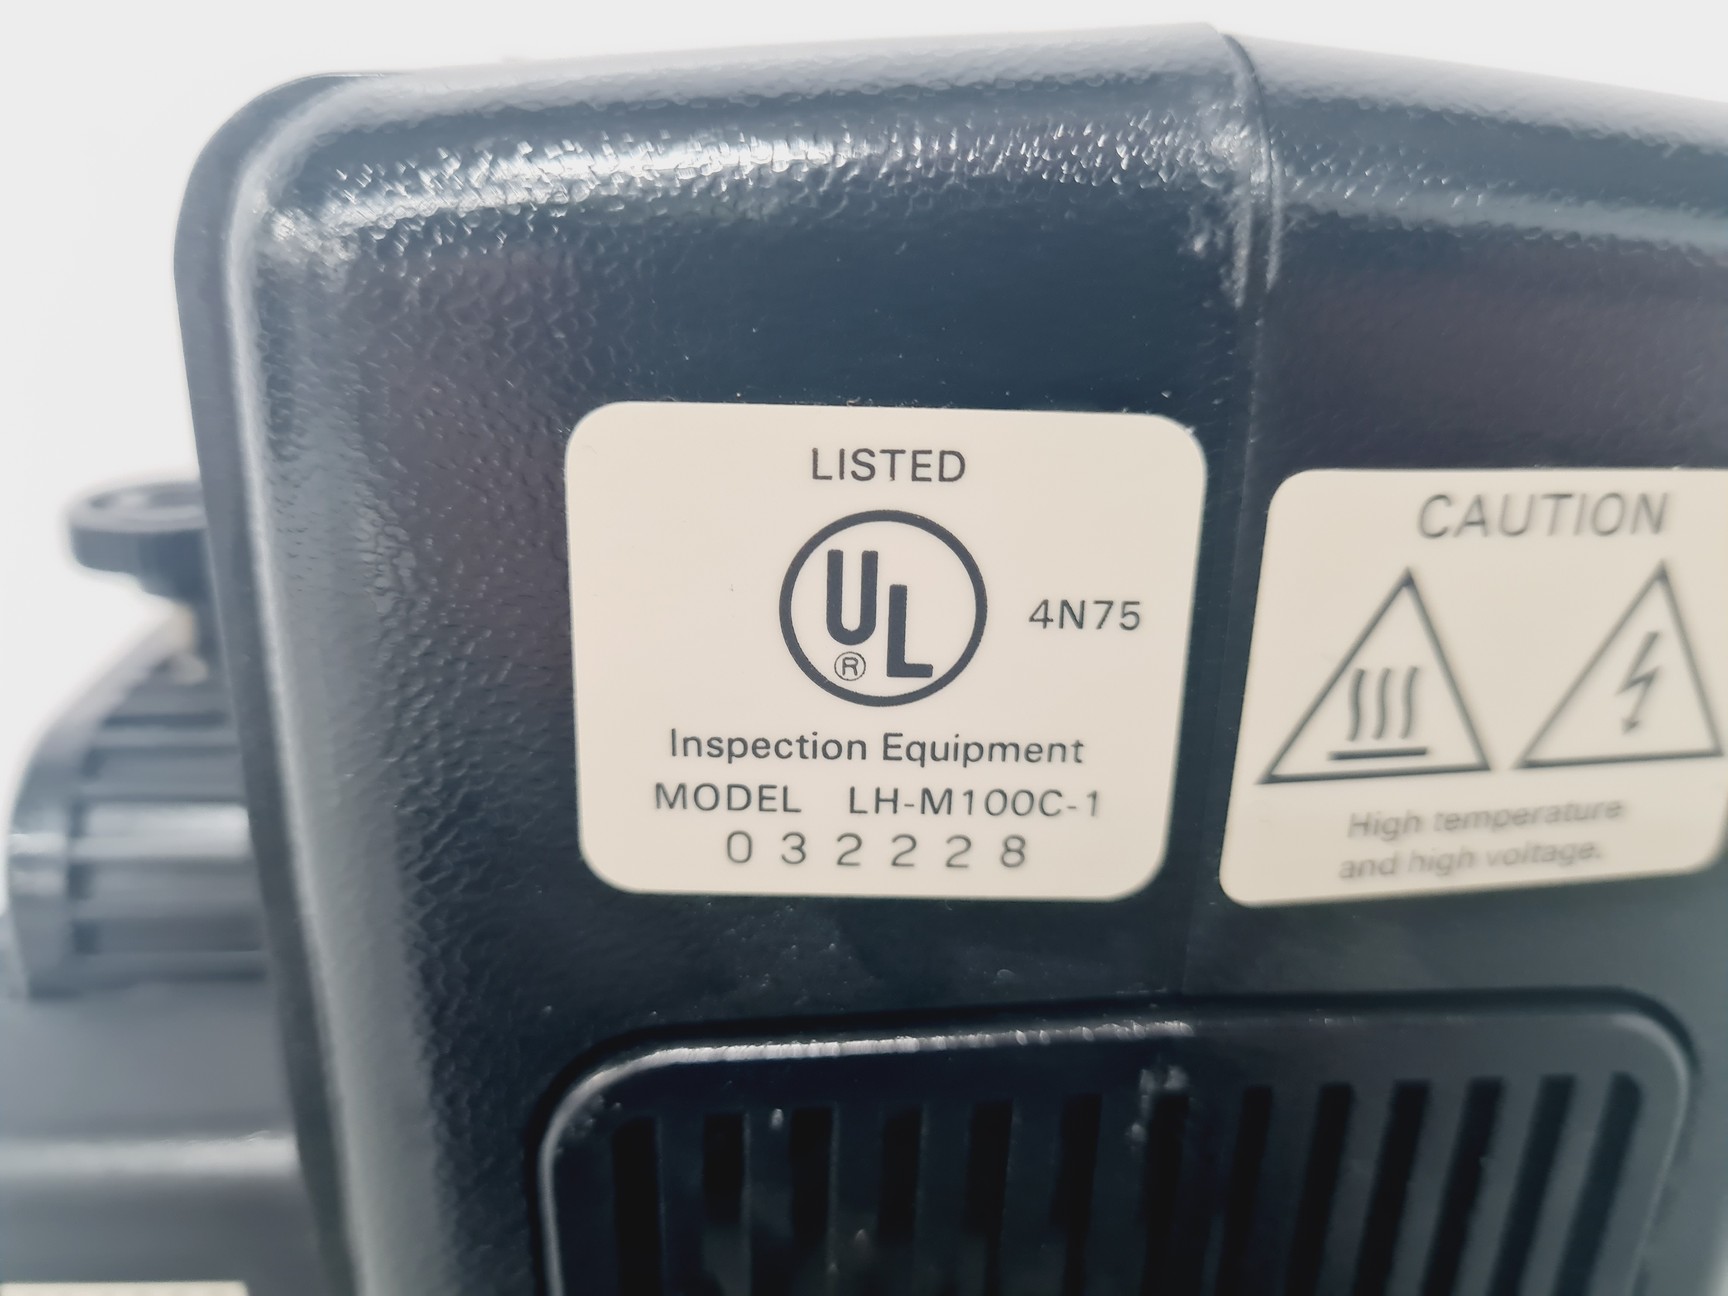 LISTED
UL
®
4N75
Inspection Equipment
MODEL LH-M100C-1
032228
CAUTION
High temperature
and high voltage.